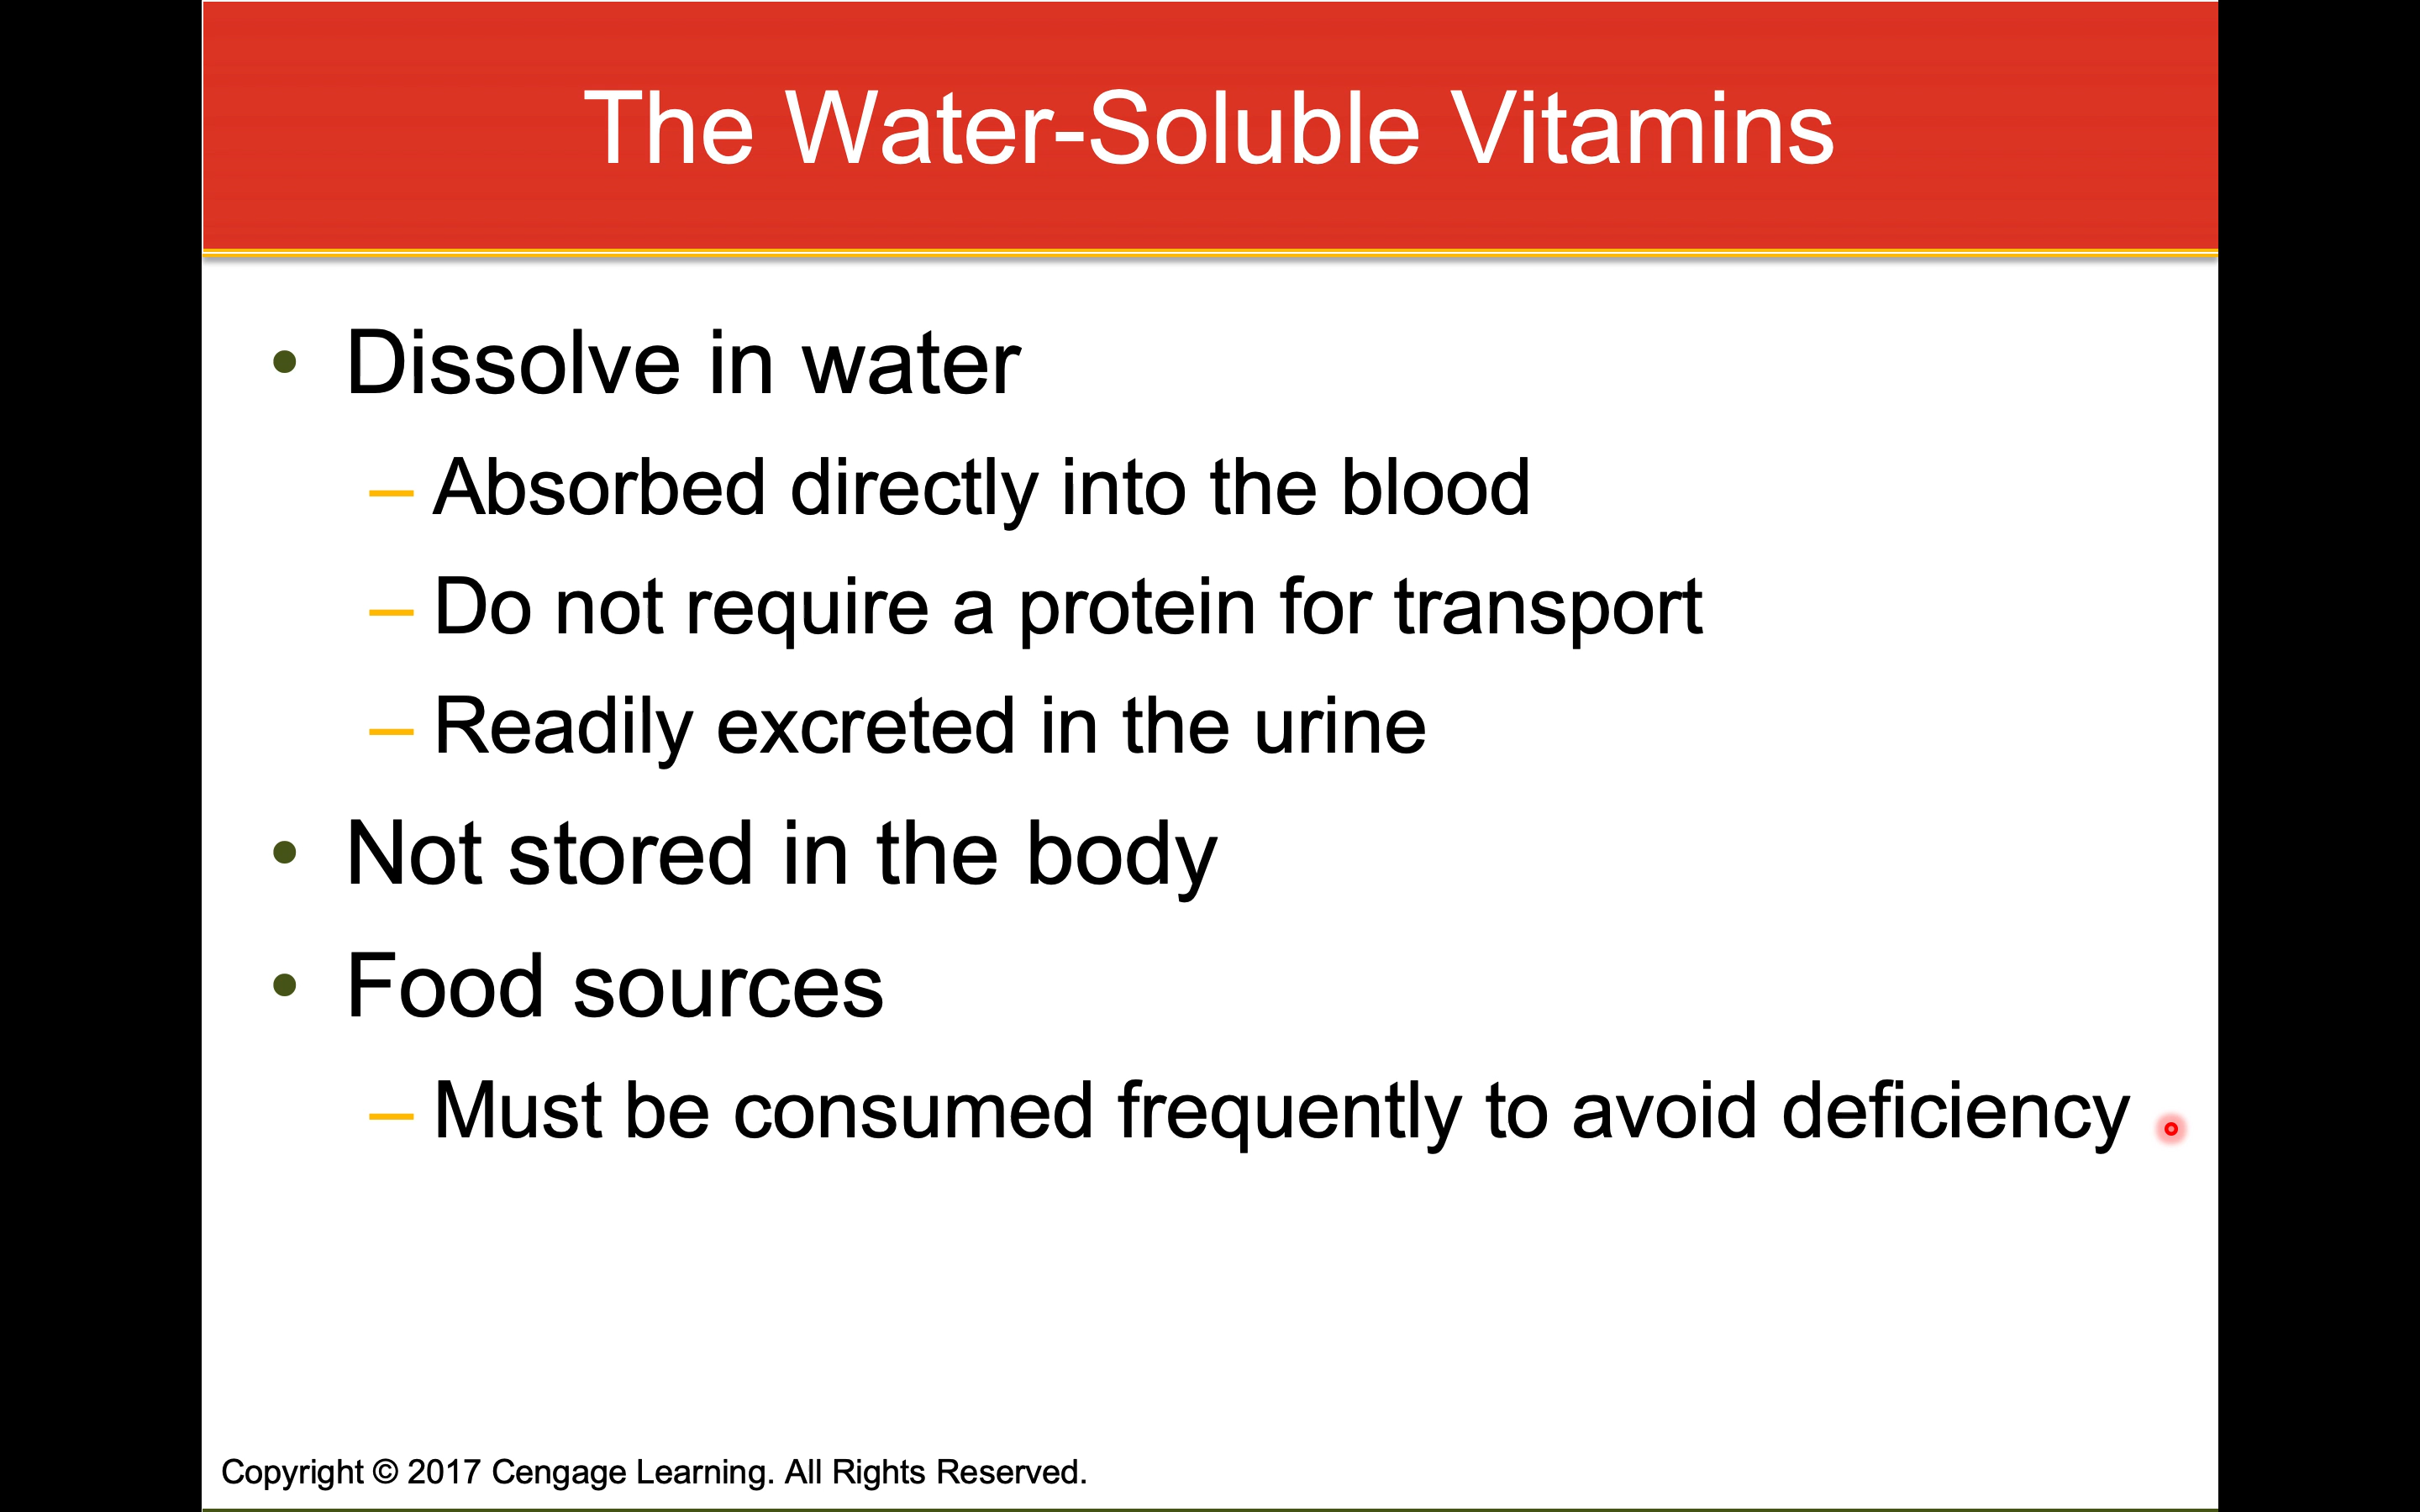 The Water-Soluble Vitamins
• Dissolve in water
– Absorbed directly into the blood
– Do not require a protein for transport
– Readily excreted in the urine
• Not stored in the body
• Food sources
– Must be consumed frequently to avoid deficiency
Copyright © 2017 Cengage Learning. All Rights Reserved.